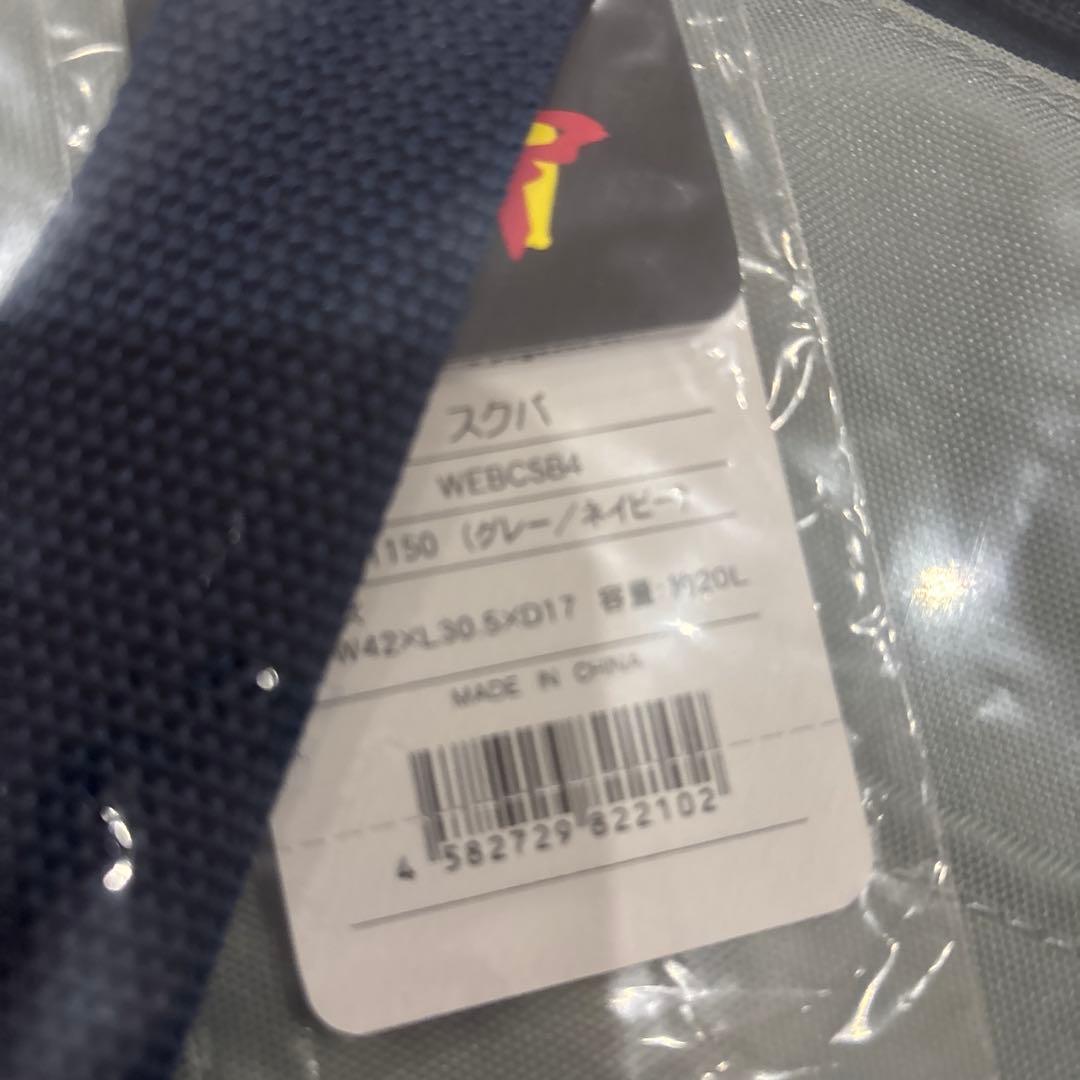 スクバ
WEBCSB4
1150 (グレー/ネイビー)
W42×L30.5×D17 容量:約20L
MADE IN CHINA
4 582729 822102